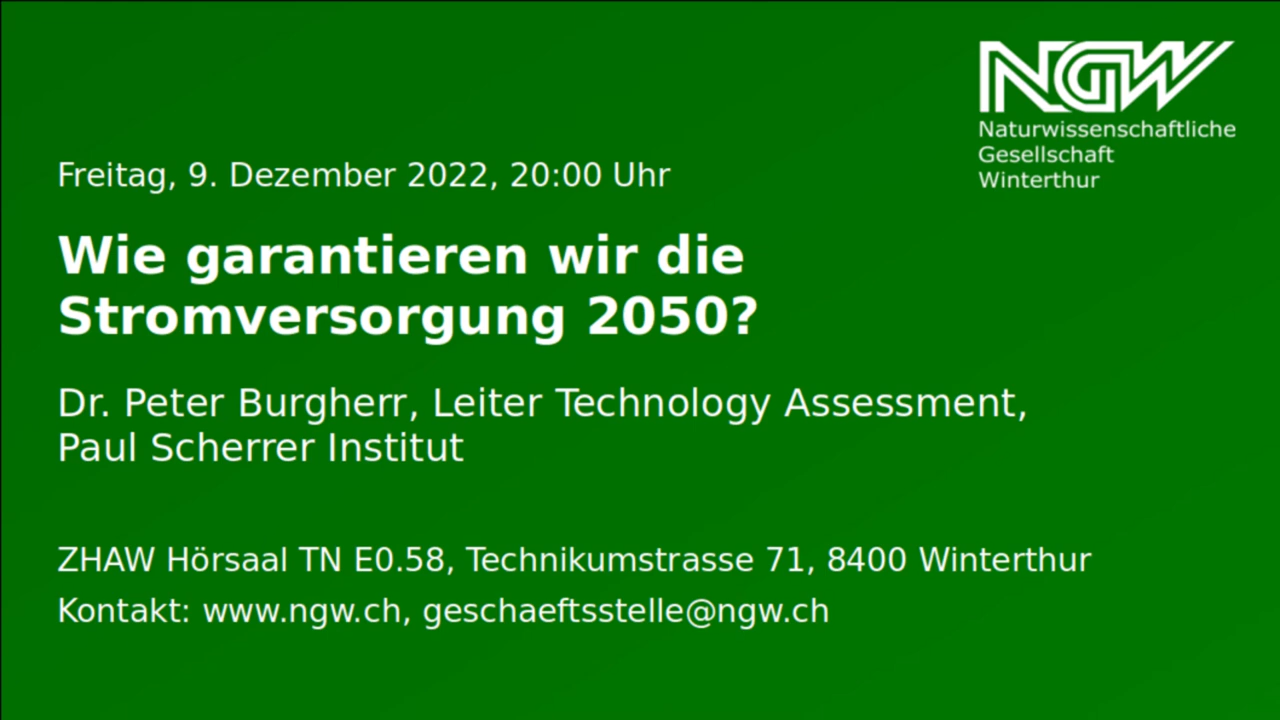 NGW
Naturwissenschaftliche
Gesellschaft
Winterthur
Freitag, 9. Dezember 2022, 20:00 Uhr
Wie garantieren wir die
Stromversorgung 2050?
Dr. Peter Burgherr, Leiter Technology Assessment,
Paul Scherrer Institut
ZHAW Hörsaal TN E0.58, Technikumstrasse 71, 8400 Winterthur
Kontakt: www.ngw.ch, geschaeftsstelle@ngw.ch